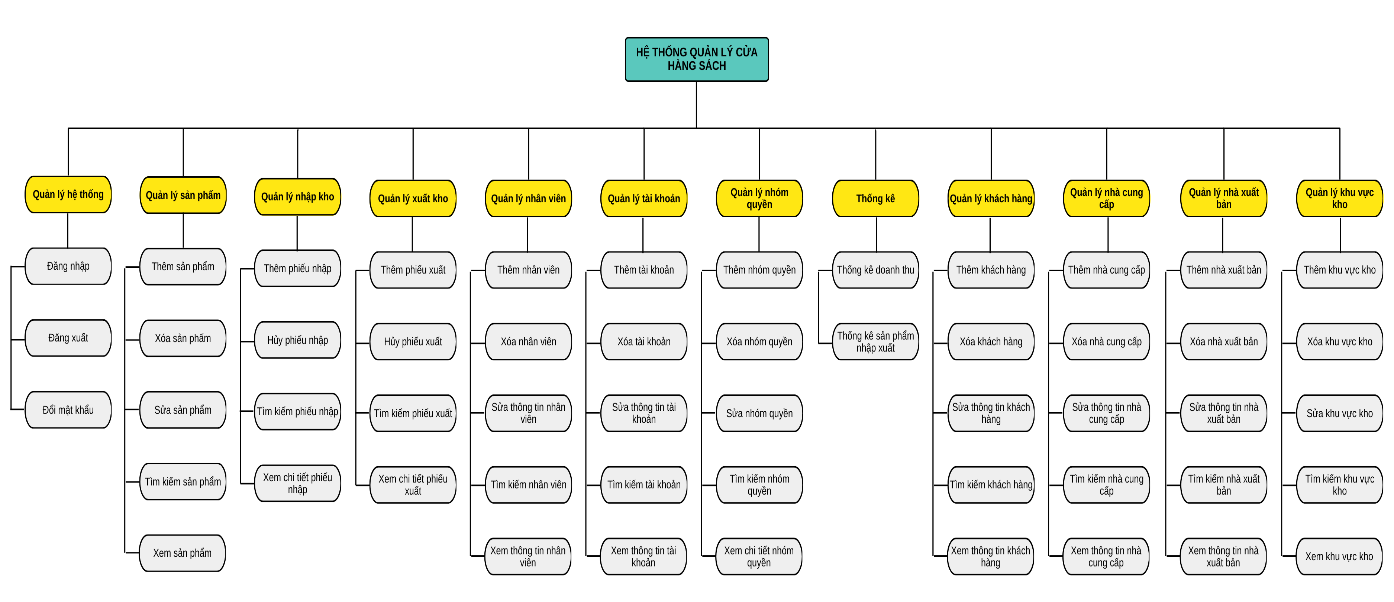 HỆ THỐNG QUẢN LÝ CỬA
HÀNG SÁCH
Quản lý hệ thống
Đăng nhập
Đăng xuất
Đổi mật khẩu
Quản lý sản phẩm
Thêm sản phẩm
Xóa sản phẩm
Sửa sản phẩm
Tìm kiếm sản phẩm
Xem sản phẩm
Quản lý nhập kho
Thêm phiếu nhập
Hủy phiếu nhập
Tìm kiếm phiếu nhập
Xem chi tiết phiếu
nhập
Quản lý xuất kho
Thêm phiếu xuất
Hủy phiếu xuất
Tìm kiếm phiếu xuất
Xem chi tiết phiếu
xuất
Quản lý nhân viên
Thêm nhân viên
Xóa nhân viên
Sửa thông tin nhân
viên
Tìm kiếm nhân viên
Xem thông tin nhân
viên
Quản lý tài khoản
Thêm tài khoản
Xóa tài khoản
Sửa thông tin tài
khoản
Tìm kiếm tài khoản
Xem thông tin tài
khoản
Quản lý nhóm
quyền
Thêm nhóm quyền
Xóa nhóm quyền
Sửa nhóm quyền
Tìm kiếm nhóm
quyền
Xem chi tiết nhóm
quyền
Thống kê
Thống kê doanh thu
Thống kê sản phẩm
nhập xuất
Quản lý khách hàng
Thêm khách hàng
Xóa khách hàng
Sửa thông tin khách
hàng
Tìm kiếm khách hàng
Xem thông tin khách
hàng
Quản lý nhà cung
cấp
Thêm nhà cung cấp
Xóa nhà cung cấp
Sửa thông tin nhà
cung cấp
Tìm kiếm nhà cung
cấp
Xem thông tin nhà
cung cấp
Quản lý nhà xuất
bản
Thêm nhà xuất bản
Xóa nhà xuất bản
Sửa thông tin nhà
xuất bản
Tìm kiếm nhà xuất
bản
Xem thông tin nhà
xuất bản
Quản lý khu vực
kho
Thêm khu vực kho
Xóa khu vực kho
Sửa khu vực kho
Tìm kiếm khu vực
kho
Xem khu vực kho